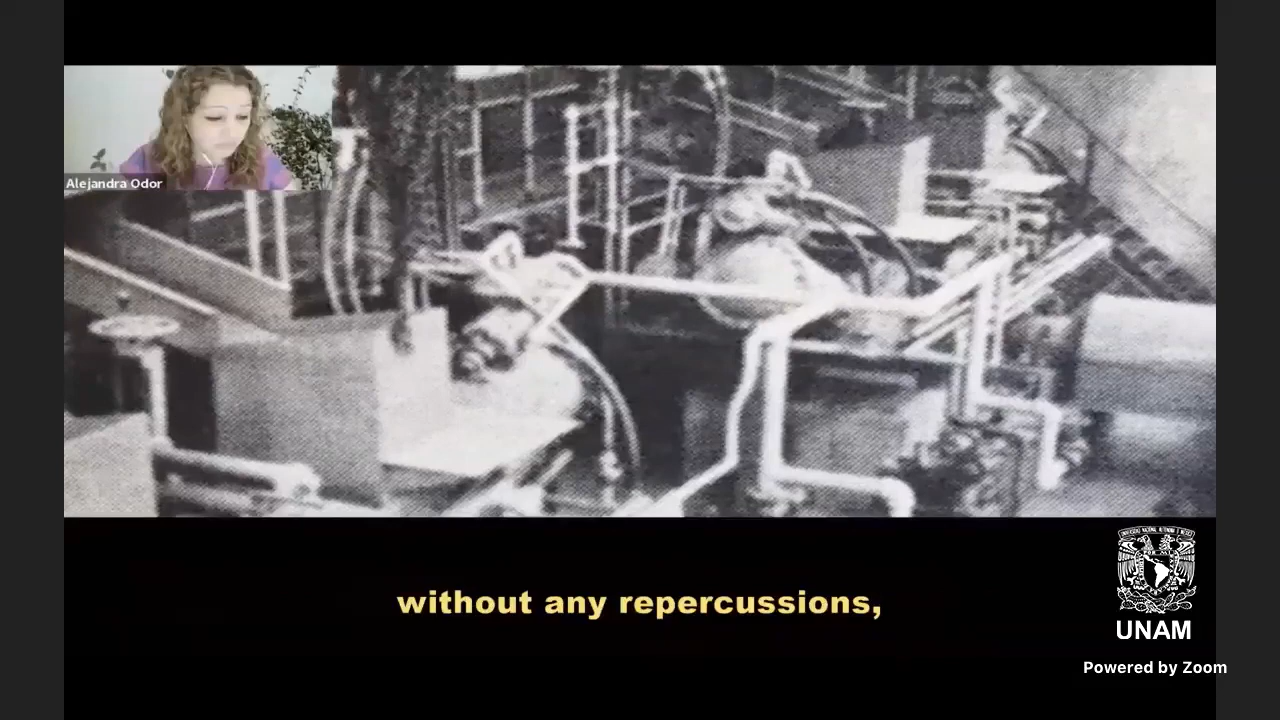 Alejandra Odor
without any repercussions,
UNAM
Powered by Zoom